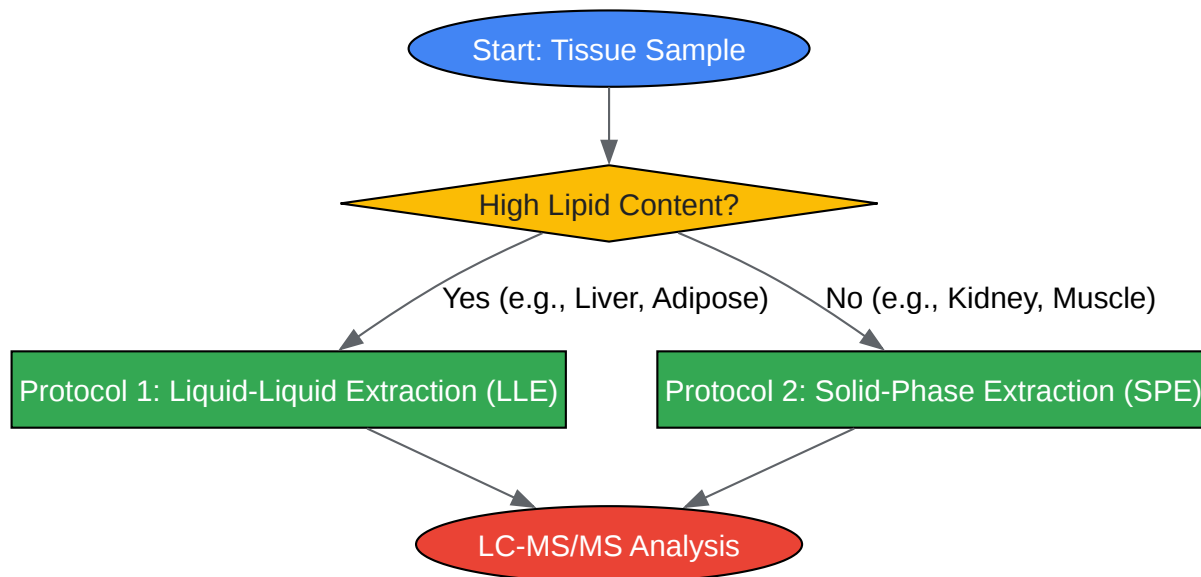 Start: Tissue Sample
High Lipid Content?
Yes (e.g., Liver, Adipose)
No (e.g., Kidney, Muscle)
Protocol 1: Liquid-Liquid Extraction (LLE)
Protocol 2: Solid-Phase Extraction (SPE)
LC-MS/MS Analysis